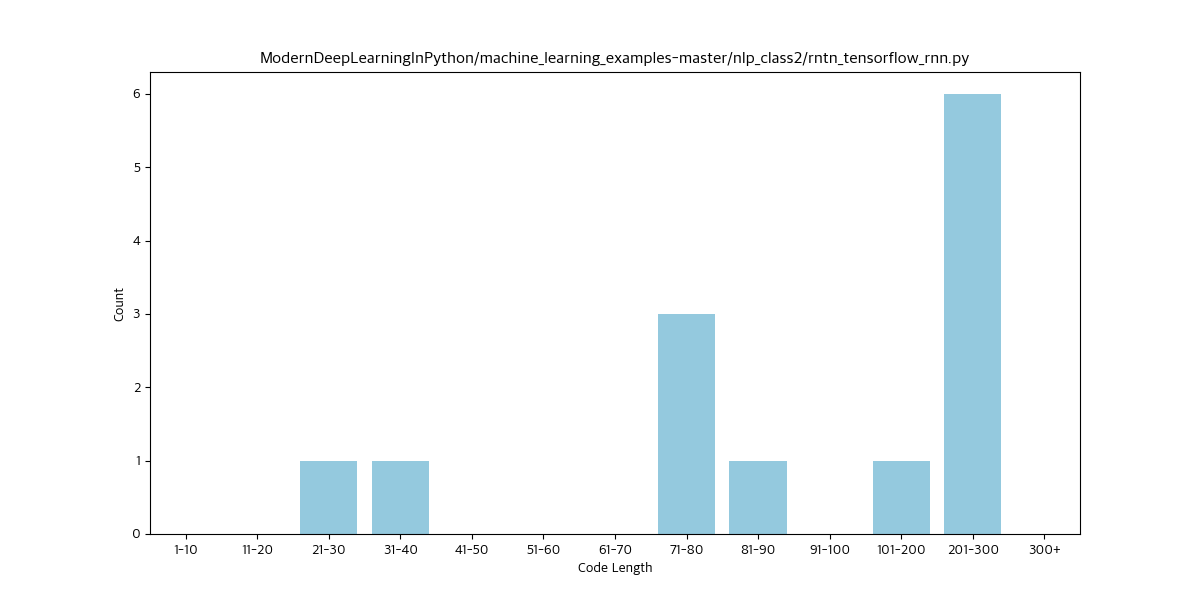 ModernDeepLearningInPython/machine_learning_examples-master/nlp_class2/rntn_tensorflow_rnn.py
6
5
4
3
2
1
0
Count
1-10 11-20 21-30 31-40 41-50 51-60 61-70 71-80 81-90 91-100 101-200 201-300 300+
Code Length